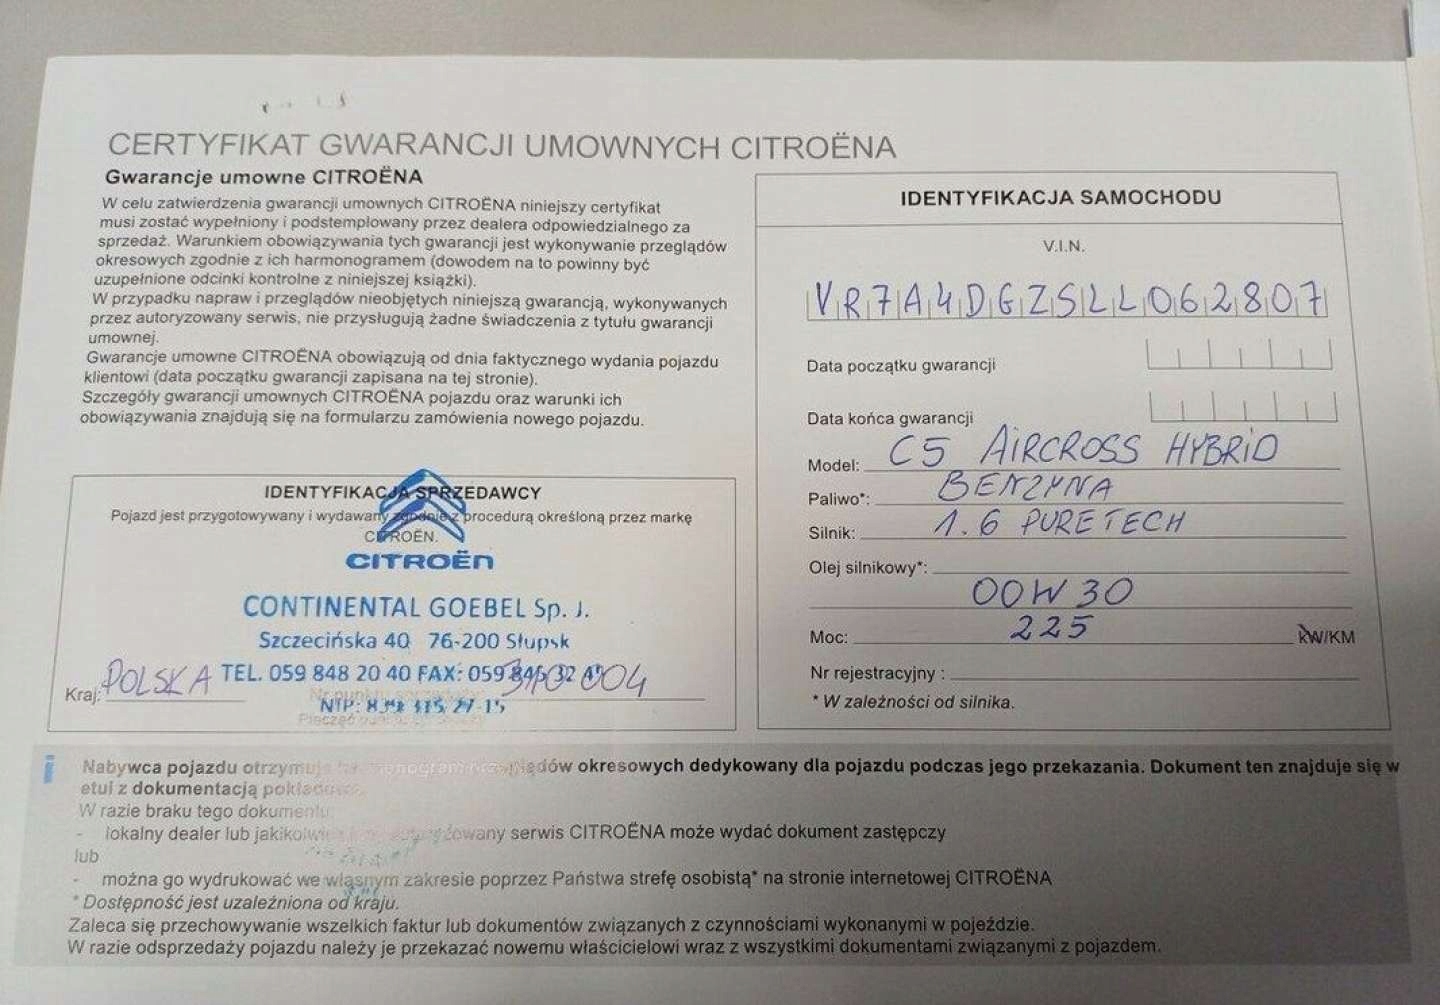 CERTYFIKAT GWARANCJI UMOWNYCH CITROËNA
Gwarancje umowne CITROËNA
W celu zatwierdzenia gwarancji umownych CITROËNA niniejszy certyfikat
musi zostać wypełniony i podstemplowany przez dealera odpowiedzialnego za
sprzedaż. Warunkiem obowiązywania tych gwarancji jest wykonywanie przeglądów
okresowych zgodnie z ich harmonogramem (dowodem na to powinny być
uzupełnione odcinki kontrolne z niniejszej książki).
W przypadku napraw i przeglądów nieobjętych niniejszą gwarancją, wykonywanych
przez autoryzowany serwis, nie przysługują żadne świadczenia z tytułu gwarancji
umownej.
Gwarancje umowne CITROËNA obowiązują od dnia faktycznego wydania pojazdu
klientowi (data początku gwarancji zapisana na tej stronie).
Szczegóły gwarancji umownych CITROËNA pojazdu oraz warunki ich
obowiązywania znajdują się na formularzu zamówienia nowego pojazdu.
IDENTYFIKACJA SPRZEDAWCY
Pojazd jest przygotowywany i wydawany zgodnie z procedurą określoną przez markę
CITROËN.
CITROËN
CONTINENTAL GOEBEL Sp. J.
Szczecińska 40 76-200 Słupsk
TEL. 059 848 20 40 FAX: 059
Kraj: POLSKA 310 004
NIP:
IDENTYFIKACJA SAMOCHODU
V.I.N.
VR7A4DGZSLL062807
Data początku gwarancji
Data końca gwarancji
Model: C5 AIRCROSS HYBRID
Paliwo*: BENZYNA
Silnik: 1.6 PURETECH
Olej silnikowy*:
00W30
Moc: 225 kW/KM
Nr rejestracyjny :
* W zależności od silnika.
Nabywca pojazdu otrzymuje harmonogram przeglądów okresowych dedykowany dla pojazdu podczas jego przekazania. Dokument ten znajduje się w
etui z dokumentacją pokładową.
W razie braku tego dokumentu:
- lokalny dealer lub jakikolwiek autoryzowany serwis CITROËNA może wydać dokument zastępczy
lub
- można go wydrukować we własnym zakresie poprzez Państwa strefę osobistą* na stronie internetowej CITROËNA
* Dostępność jest uzależniona od kraju.
Zaleca się przechowywanie wszelkich faktur lub dokumentów związanych z czynnościami wykonanymi w pojeździe.
W razie odsprzedaży pojazdu należy je przekazać nowemu właścicielowi wraz z wszystkimi dokumentami związanymi z pojazdem.